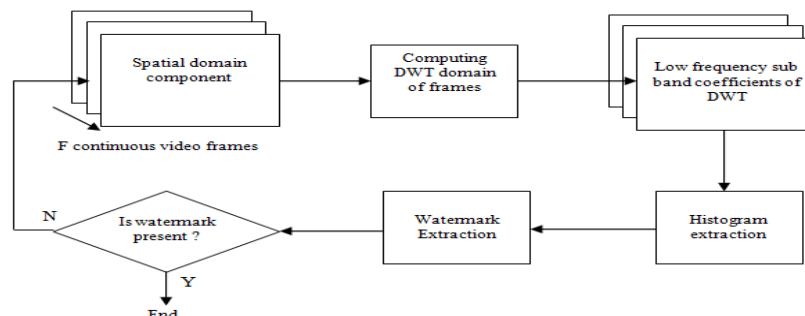 Spatial domain
component
Computing
DWT domain
of frames
Low frequency sub
band coefficients of
DWT
F continuous video frames
N
Is watermark
present ?
Watermark
Extraction
Histogram
extraction
Y
End